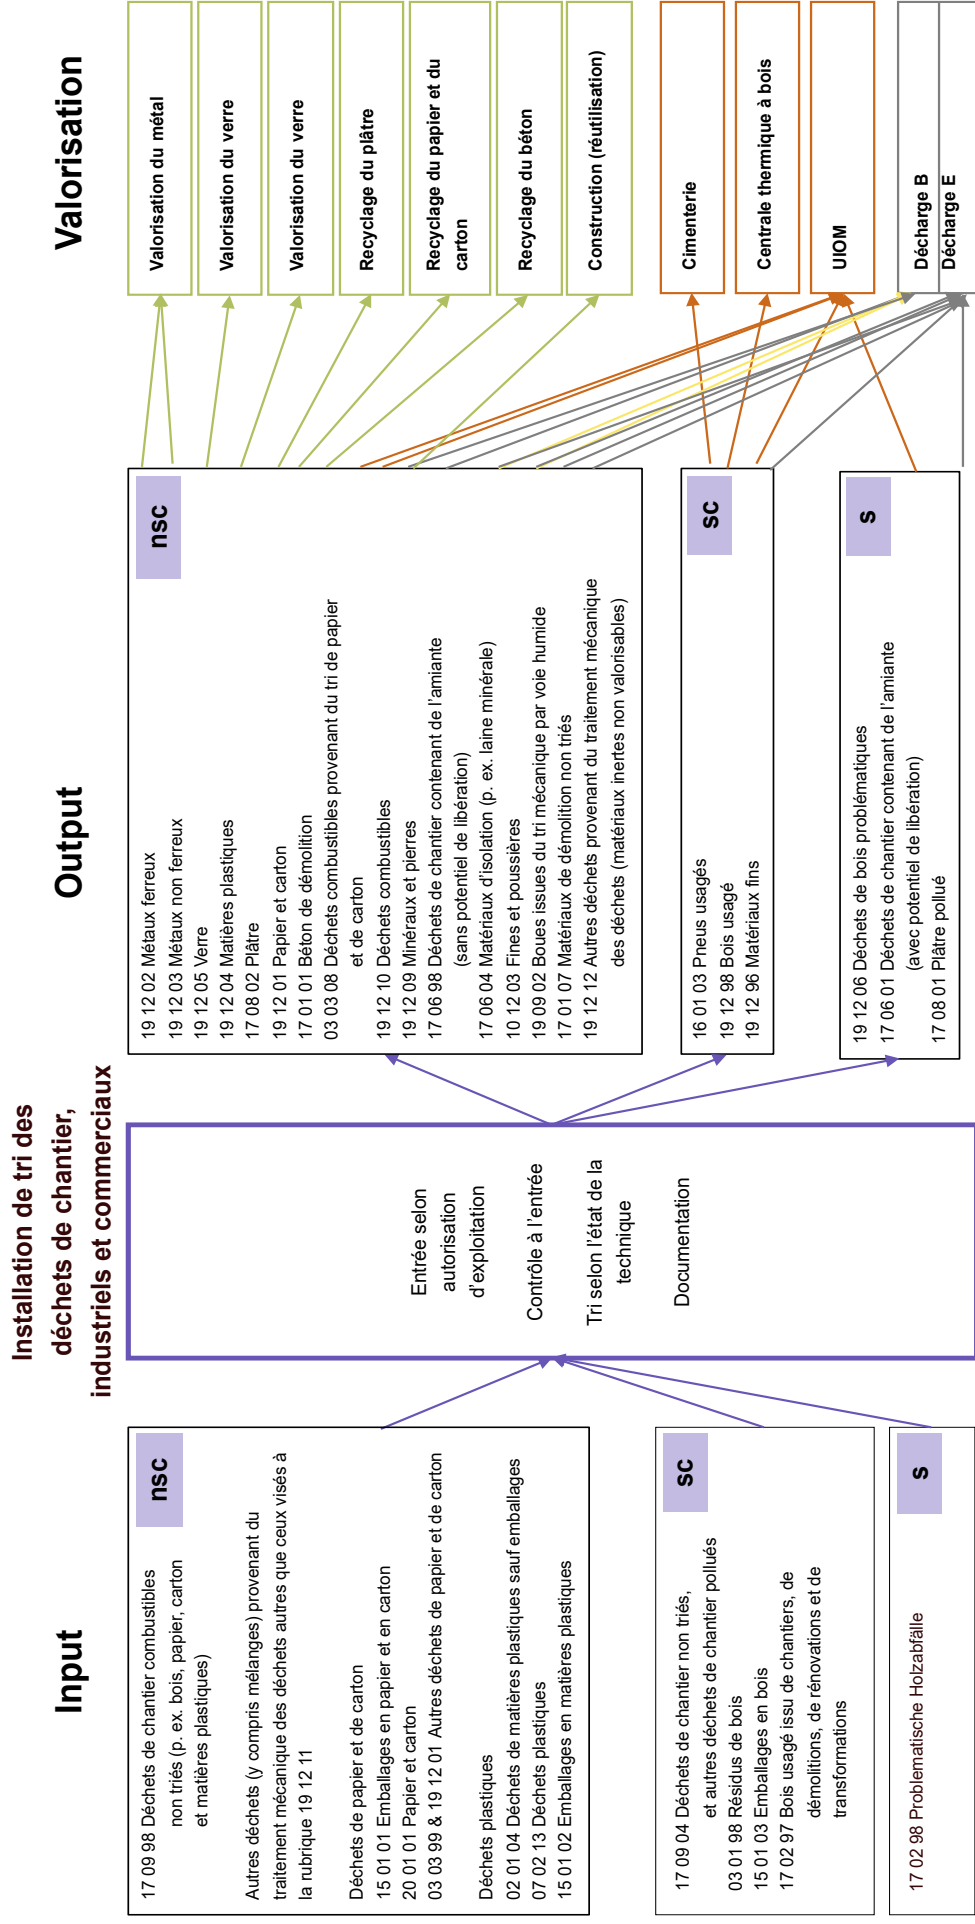 Installation de tri des
déchets de chantier,
industriels et commerciaux
Input
Output
Valorisation
nsc
17 09 98 Déchets de chantier combustibles
non triés (p. ex. bois, papier, carton
et matières plastiques)
Autres déchets (y compris mélanges) provenant du
traitement mécanique des déchets autres que ceux visés à
la rubrique 19 12 11
Déchets de papier et de carton
15 01 01 Emballages en papier et en carton
20 01 01 Papier et carton
03 03 99 & 19 12 01 Autres déchets de papier et de carton
Déchets plastiques
02 01 04 Déchets de matières plastiques sauf emballages
07 02 13 Déchets plastiques
15 01 02 Emballages en matières plastiques
sc
17 09 04 Déchets de chantier non triés,
et autres déchets de chantier pollués
03 01 98 Résidus de bois
15 01 03 Emballages en bois
17 02 97 Bois usagé issu de chantiers, de
démolitions, de rénovations et de
transformations
s
17 02 98 Problematische Holzabfälle
Entrée selon
autorisation
d'exploitation
Contrôle à l'entrée
Tri selon l'état de la
technique
Documentation
nsc
19 12 02 Métaux ferreux
19 12 03 Métaux non ferreux
19 12 05 Verre
19 12 04 Matières plastiques
17 08 02 Plâtre
19 12 01 Papier et carton
17 01 01 Béton de démolition
03 03 08 Déchets combustibles provenant du tri de papier
et de carton
19 12 10 Déchets combustibles
19 12 09 Minéraux et pierres
17 06 98 Déchets de chantier contenant de l'amiante
(sans potentiel de libération)
17 06 04 Matériaux d'isolation (p. ex. laine minérale)
10 12 03 Fines et poussières
19 09 02 Boues issues du tri mécanique par voie humide
17 01 07 Matériaux de démolition non triés
19 12 12 Autres déchets provenant du traitement mécanique
des déchets (matériaux inertes non valorisables)
sc
16 01 03 Pneus usagés
19 12 98 Bois usagé
19 12 96 Matériaux fins
s
19 12 06 Déchets de bois problématiques
17 06 01 Déchets de chantier contenant de l'amiante
(avec potentiel de libération)
17 08 01 Plâtre pollué
Valorisation du métal
Valorisation du verre
Valorisation du verre
Recyclage du plâtre
Recyclage du papier et du
carton
Recyclage du béton
Construction (réutilisation)
Cimenterie
Centrale thermique à bois
UIOM
Décharge B
Décharge E